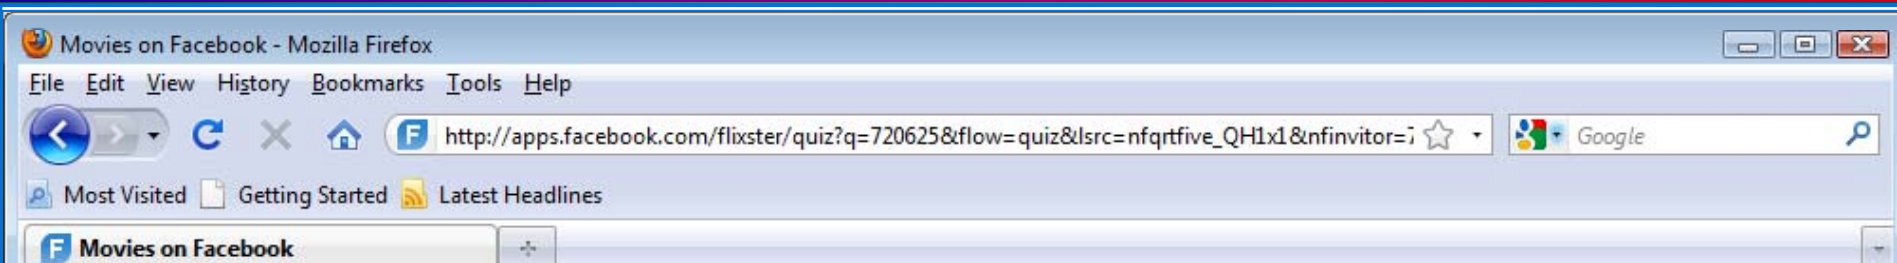 Movies on Facebook - Mozilla Firefox
File Edit View History Bookmarks Tools Help
http://apps.facebook.com/flixster/quiz?q=720625&flow=quiz&lsrc=nfqrtfive_QH1x1&nfinvitor=7 Google
Most Visited Getting Started Latest Headlines
F Movies on Facebook